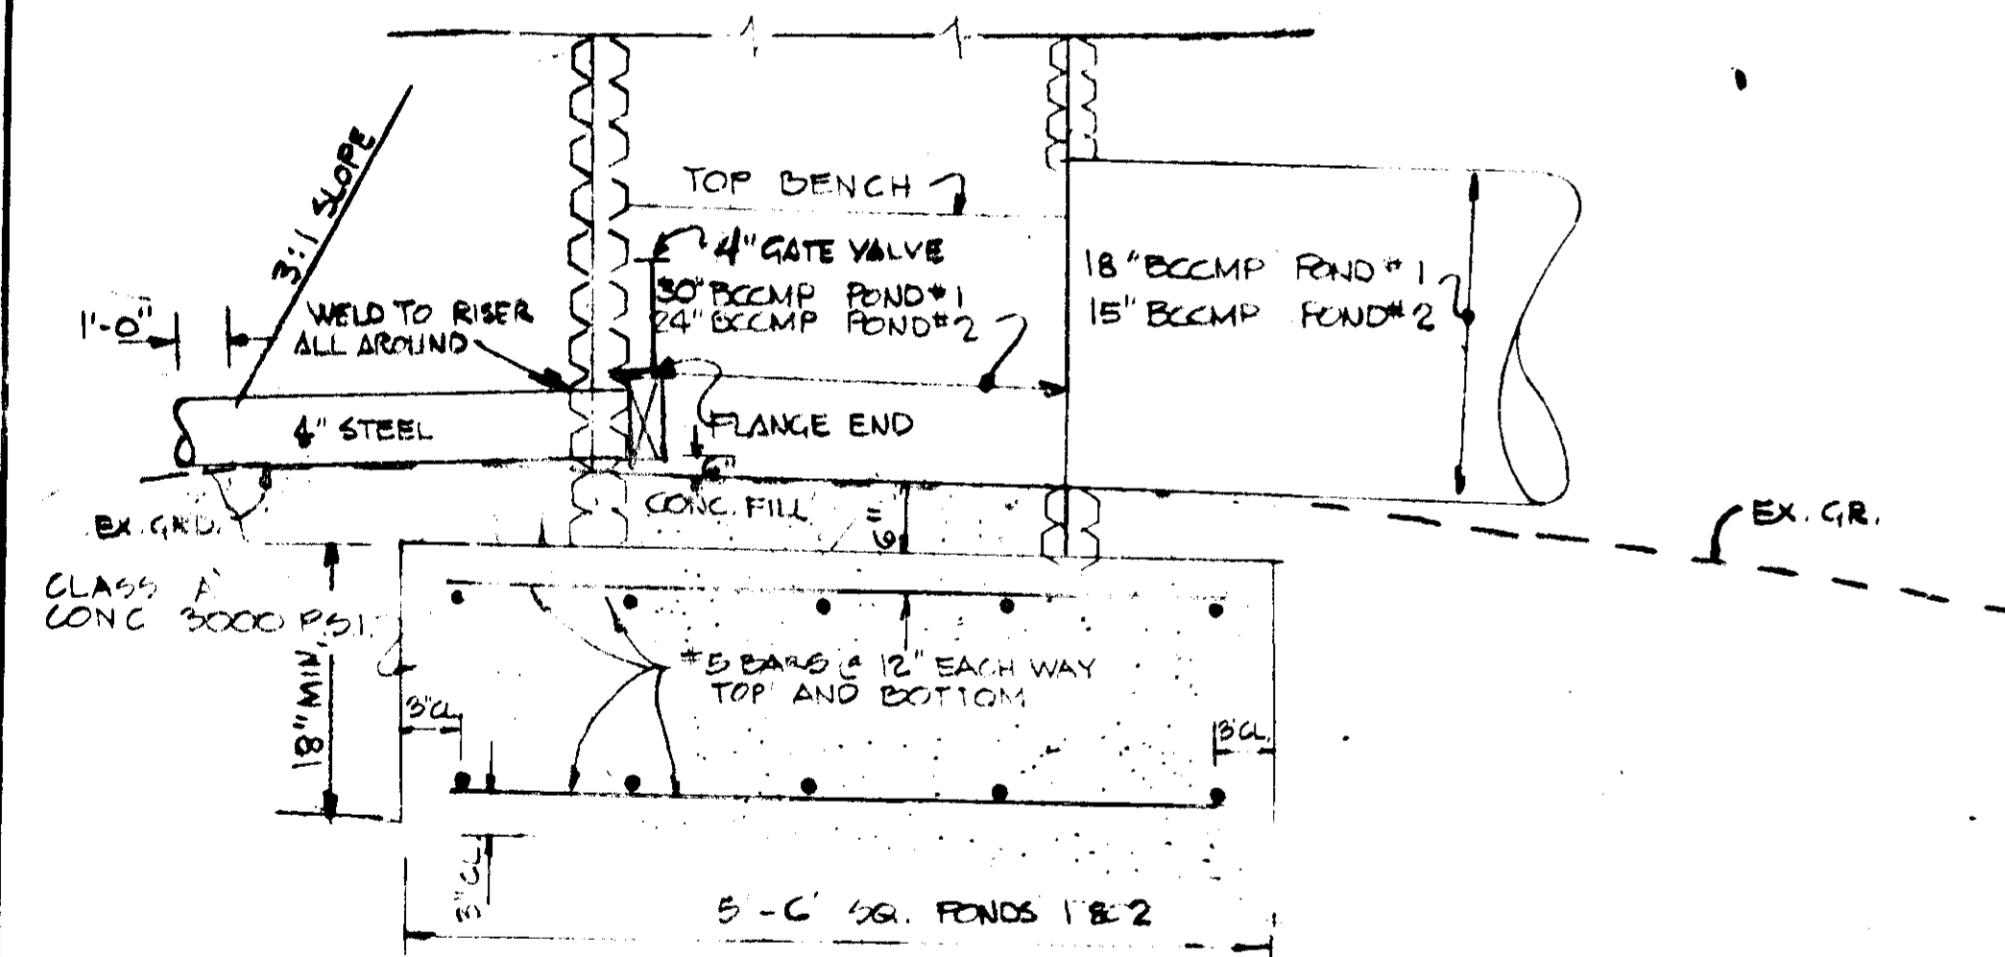 3:1 SLOPE
TOP BENCH
4" GATE VALVE
30" BCCMP POND #1
24" BCCMP POND #2
18" BCCMP POND #1
15" BCCMP POND #2
1'-0"
WELD TO RISER
ALL AROUND
4" STEEL
FLANGE END
6"
CONC. FILL
6"
EX. GRD.
EX. GR.
CLASS A
CONC 3000 P.S.I.
18" MIN.
#5 BARS @ 12" EACH WAY
TOP AND BOTTOM
3" CL.
3" CL.
3" CL.
5'-6' SQ. PONDS 1 & 2